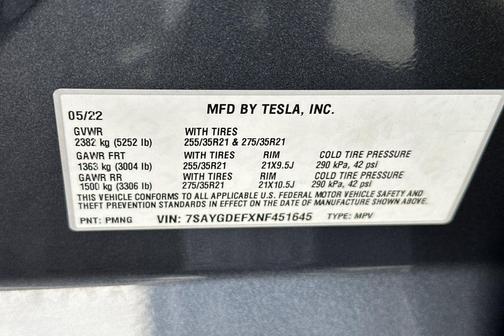 05/22 MFD BY TESLA, INC.
GVWR WITH TIRES
2382 kg (5252 lb) 255/35R21 & 275/35R21
GAWR FRT WITH TIRES RIM COLD TIRE PRESSURE
1363 kg (3004 lb) 255/35R21 21X9.5J 290 kPa, 42 psi
GAWR RR WITH TIRES RIM COLD TIRE PRESSURE
1500 kg (3306 lb) 275/35R21 21X10.5J 290 kPa, 42 psi
THIS VEHICLE CONFORMS TO ALL APPLICABLE U.S. FEDERAL MOTOR VEHICLE SAFETY AND
THEFT PREVENTION STANDARDS IN EFFECT ON THE DATE OF MANUFACTURE SHOWN ABOVE.
PNT: PMNG VIN: 7SAYGDEFXNF451645 TYPE: MPV